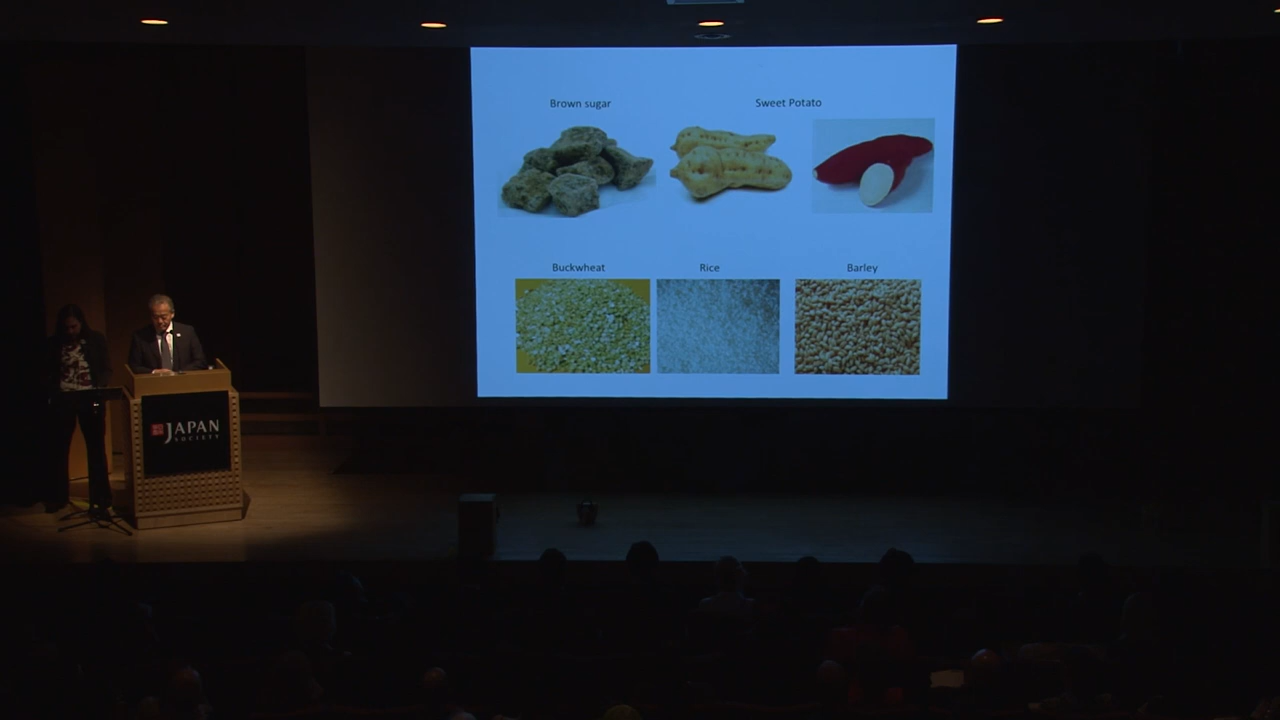 Brown sugar
Sweet Potato
Buckwheat
Rice
Barley
JAPAN
SOCIETY